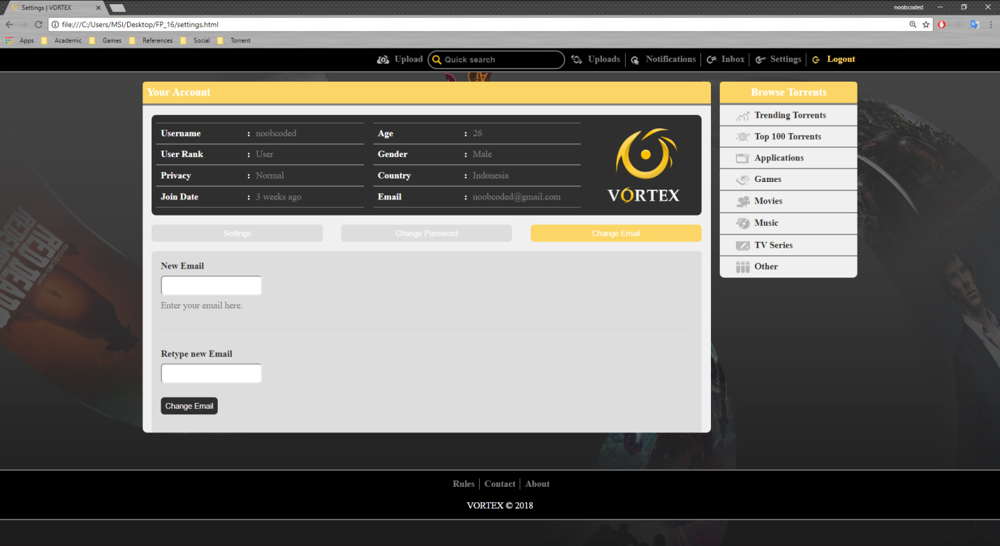 Settings | VORTEX
noobcoded
file:///C:/Users/MSI/Desktop/FP_16/settings.html
Apps Academic Games References Social Torrent
Upload Quick search Uploads Notifications Inbox Settings Logout
Your Account
Username : noobcoded
Age : 26
User Rank : User
Gender : Male
Privacy : Normal
Country : Indonesia
Join Date : 3 weeks ago
Email : noobcoded@gmail.com
VORTEX
Settings Change Password Change Email
New Email
Enter your email here.
Retype new Email
Change Email
Browse Torrents
Trending Torrents
Top 100 Torrents
Applications
Games
Movies
Music
TV Series
Other
RED DEAD
Rules Contact About
VORTEX © 2018